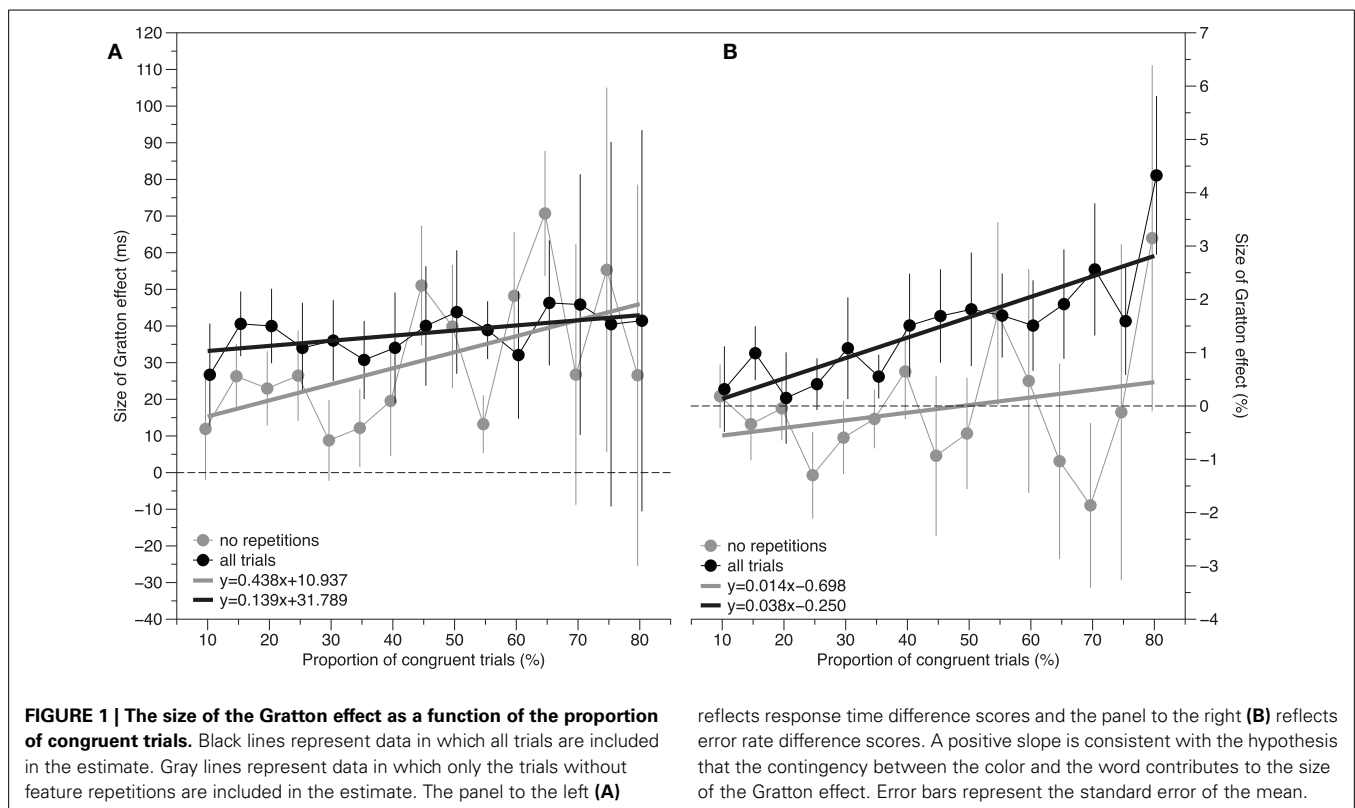 A
B
120
110
100
90
80
70
60
50
40
30
20
10
0
−10
−20
−30
−40
Size of Gratton effect (ms)
no repetitions
all trials
y=0.438x+10.937
y=0.139x+31.789
10 20 30 40 50 60 70 80
Proportion of congruent trials (%)
no repetitions
all trials
y=0.014x−0.698
y=0.038x−0.250
10 20 30 40 50 60 70 80
Proportion of congruent trials (%)
7
6
5
4
3
2
1
0
−1
−2
−3
−4
Size of Gratton effect (%)
FIGURE 1 | The size of the Gratton effect as a function of the proportion
of congruent trials. Black lines represent data in which all trials are included
in the estimate. Gray lines represent data in which only the trials without
feature repetitions are included in the estimate. The panel to the left (A)
reflects response time difference scores and the panel to the right (B) reflects
error rate difference scores. A positive slope is consistent with the hypothesis
that the contingency between the color and the word contributes to the size
of the Gratton effect. Error bars represent the standard error of the mean.